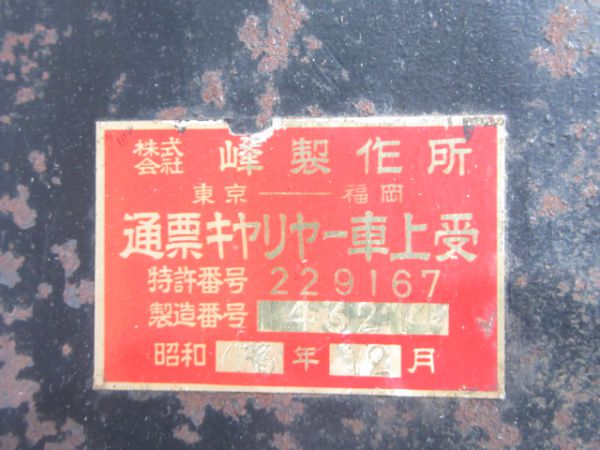 株式会社 峰製作所
東京――福岡
通票キャリヤー車上受
特許番号 229167
製造番号
昭和 43 年 12 月